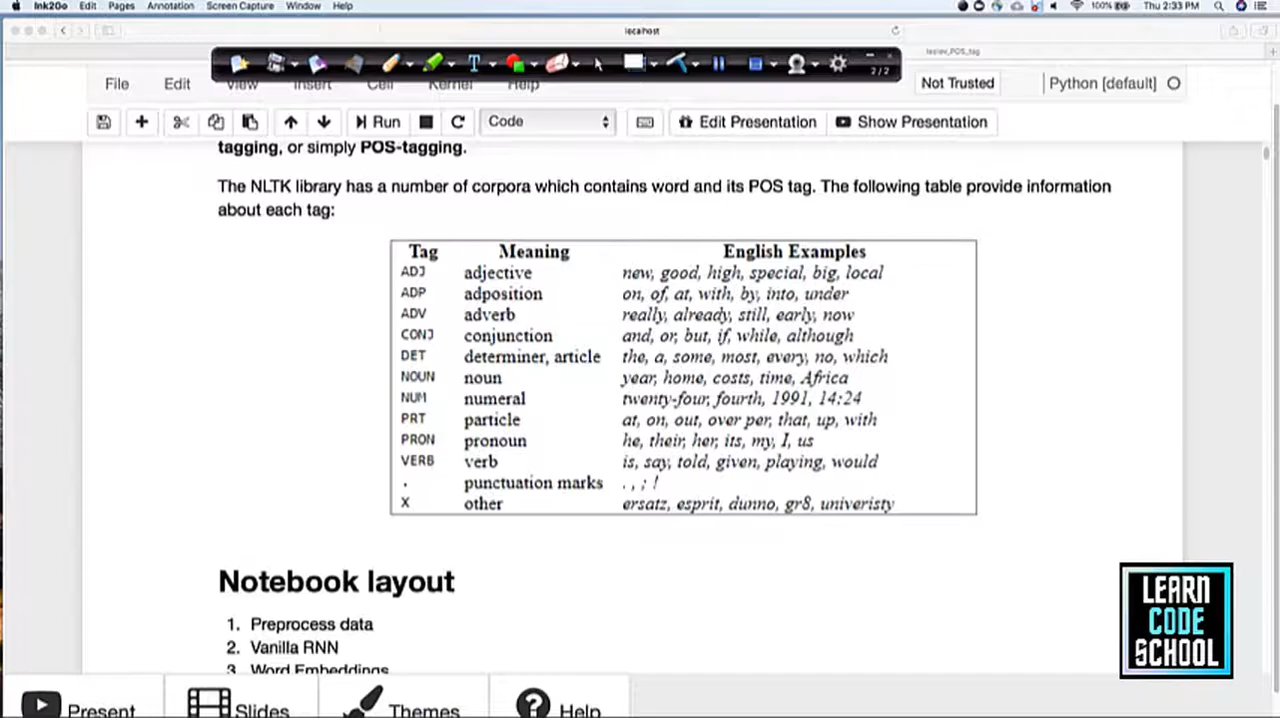 Ink2Go Edit Pages Annotation Screen Capture Window Help 100% Thu 2:33 PM
localhost
2 / 2
File Edit View Insert Cell Kernel Help Not Trusted Python [default]
Run Code Edit Presentation Show Presentation
tagging, or simply POS-tagging.
The NLTK library has a number of corpora which contains word and its POS tag. The following table provide information
about each tag:
Tag Meaning English Examples
ADJ adjective new, good, high, special, big, local
ADP adposition on, of, at, with, by, into, under
ADV adverb really, already, still, early, now
CONJ conjunction and, or, but, if, while, although
DET determiner, article the, a, some, most, every, no, which
NOUN noun year, home, costs, time, Africa
NUM numeral twenty-four, fourth, 1991, 14:24
PRT particle at, on, out, over per, that, up, with
PRON pronoun he, their, her, its, my, I, us
VERB verb is, say, told, given, playing, would
. punctuation marks . , ; !
X other ersatz, esprit, dunno, gr8, univeristy
Notebook layout
1. Preprocess data
2. Vanilla RNN
3. Word Embeddings
LEARN
CODE
SCHOOL
Present Slides Themes Help